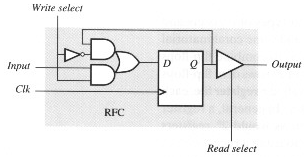 Write select
Input
D Q
Output
Clk
RFC
Read select